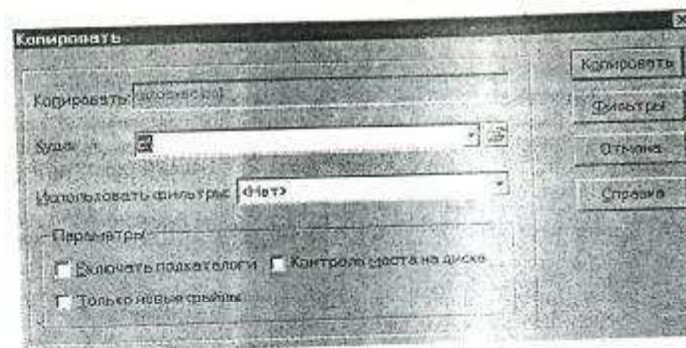 Копировать
Копировать:
Куда:
Использовать фильтры: <Нет>
Параметры
Включать подкаталоги
Контроль места на диске
Только новые файлы
Копировать
Фильтры
Отмена
Справка